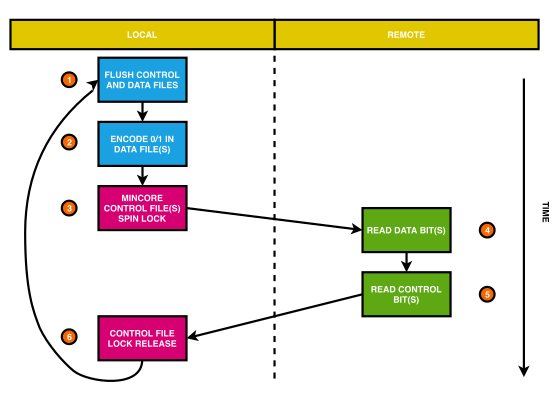 LOCAL
REMOTE
1
FLUSH CONTROL
AND DATA FILES
2
ENCODE 0/1 IN
DATA FILE(S)
3
MINCORE
CONTROL FILE(S)
SPIN LOCK
READ DATA BIT(S)
4
TIME
READ CONTROL
BIT(S)
5
6
CONTROL FILE
LOCK RELEASE